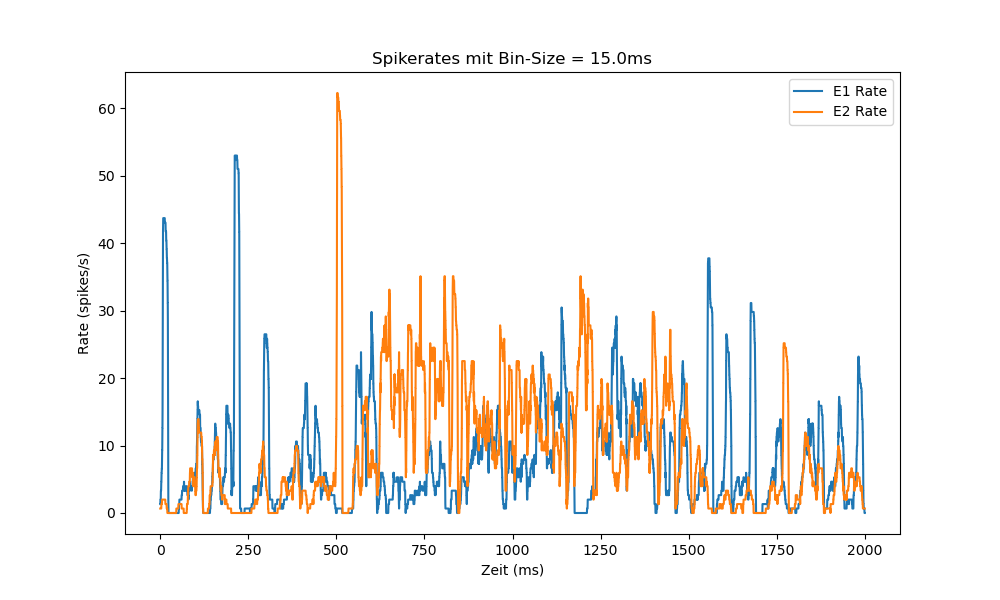 Spikerates mit Bin-Size = 15.0ms
E1 Rate
E2 Rate
60
50
40
30
20
10
0
Rate (spikes/s)
0 250 500 750 1000 1250 1500 1750 2000
Zeit (ms)